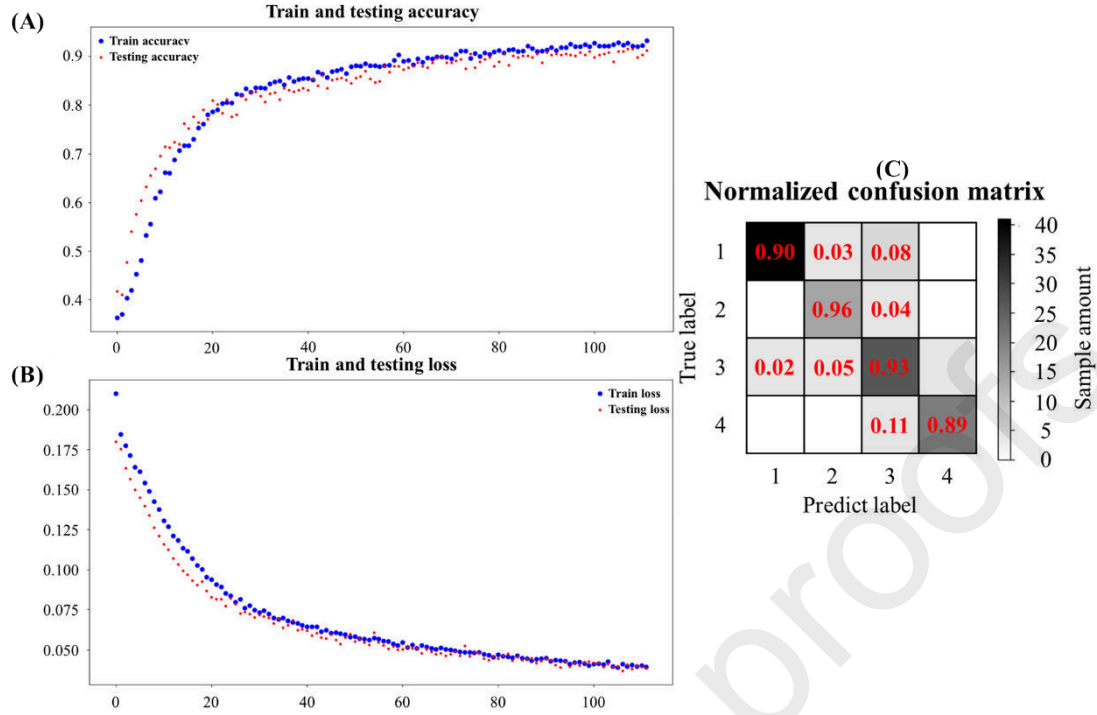 (A)
Train and testing accuracy
Train accuracy
Testing accuracy
0.9
0.8
0.7
0.6
0.5
0.4
0 20 40 60 80 100
(B)
Train and testing loss
Train loss
Testing loss
0.200
0.175
0.150
0.125
0.100
0.075
0.050
0 20 40 60 80 100
(C)
Normalized confusion matrix
True label
1 0.90 0.03 0.08
2 0.96 0.04
3 0.02 0.05 0.93
4 0.11 0.89
1 2 3 4
Predict label
40
35
30
25
20
15
10
5
0
Sample amount
proofs